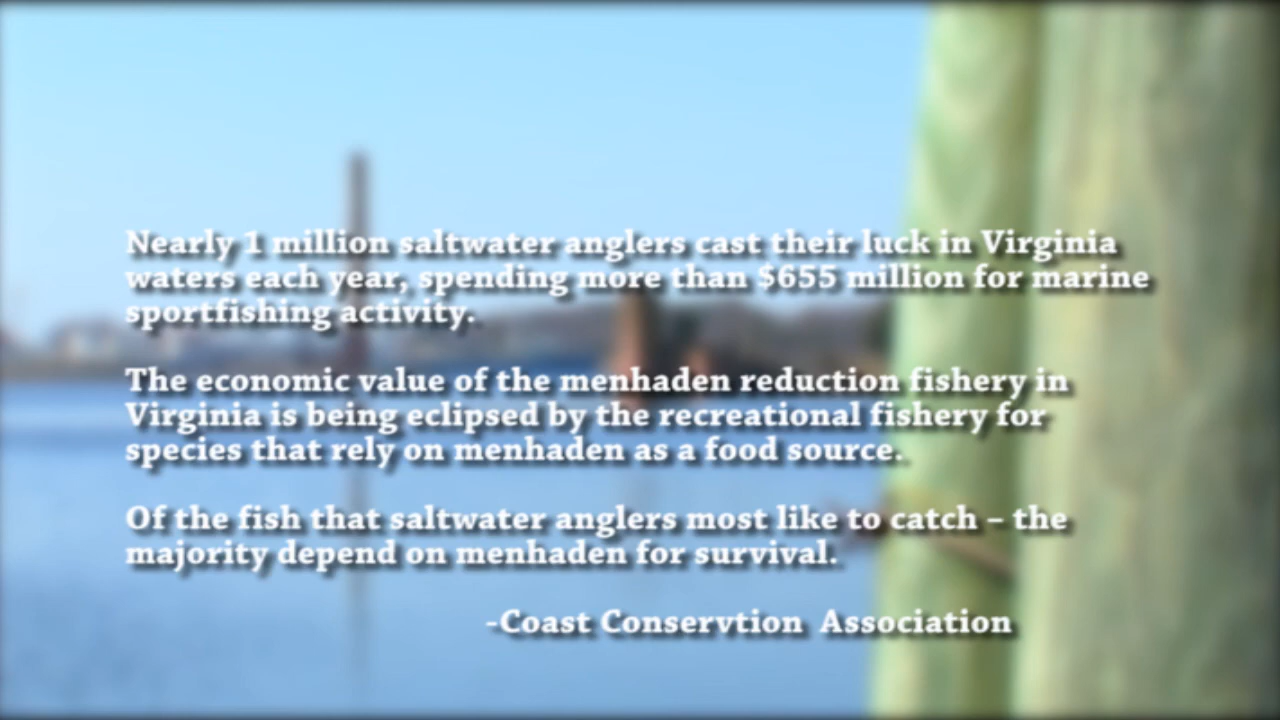 Nearly 1 million saltwater anglers cast their luck in Virginia
waters each year, spending more than $655 million for marine
sportfishing activity.
The economic value of the menhaden reduction fishery in
Virginia is being eclipsed by the recreational fishery for
species that rely on menhaden as a food source.
Of the fish that saltwater anglers most like to catch – the
majority depend on menhaden for survival.
-Coast Conservtion Association